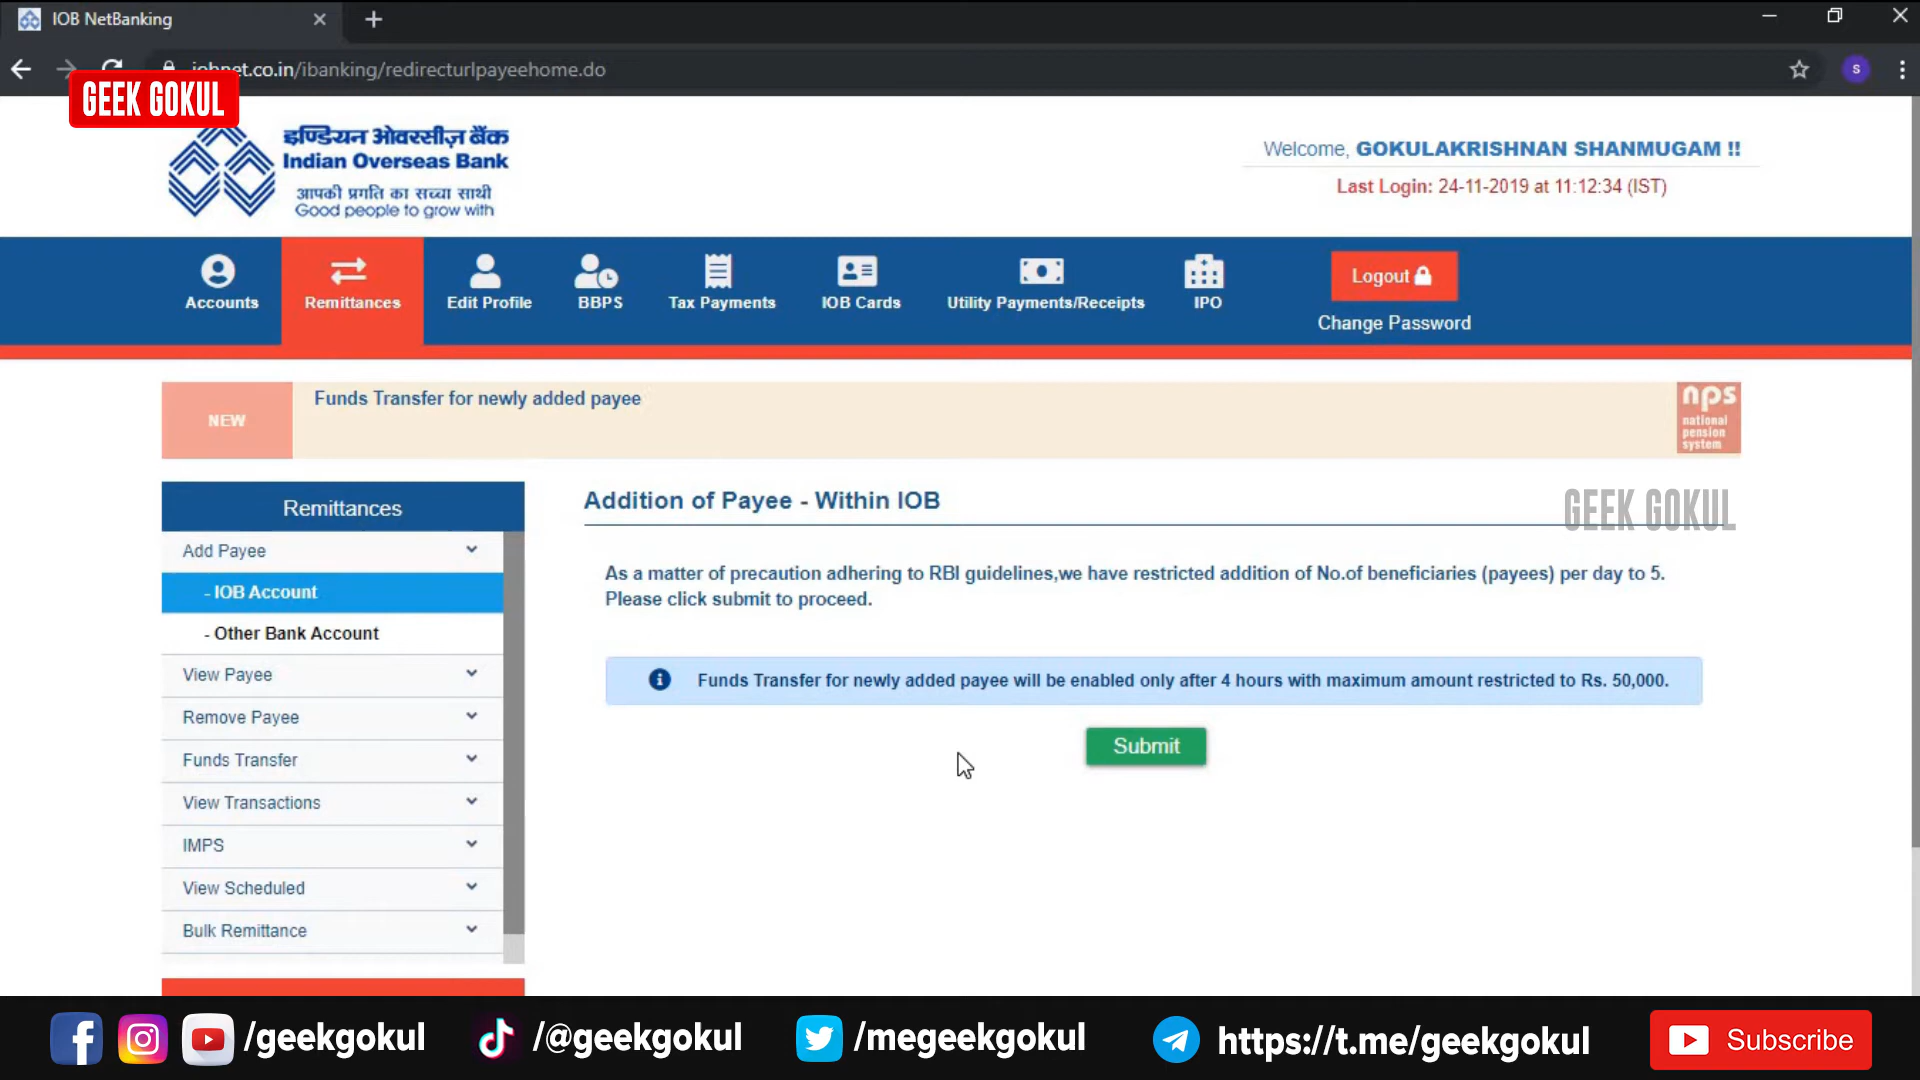 IOB NetBanking
iobnet.co.in/ibanking/redirecturlpayeehome.do
GEEK GOKUL
इण्डियन ओवरसीज़ बैंक
Indian Overseas Bank
आपकी प्रगति का सच्चा साथी
Good people to grow with
Welcome, GOKULAKRISHNAN SHANMUGAM !!
Last Login: 24-11-2019 at 11:12:34 (IST)
Accounts
Remittances
Edit Profile
BBPS
Tax Payments
IOB Cards
Utility Payments/Receipts
IPO
Logout
Change Password
NEW
Funds Transfer for newly added payee
nps
national
pension
system
Remittances
Add Payee
- IOB Account
- Other Bank Account
View Payee
Remove Payee
Funds Transfer
View Transactions
IMPS
View Scheduled
Bulk Remittance
Addition of Payee - Within IOB
GEEK GOKUL
As a matter of precaution adhering to RBI guidelines,we have restricted addition of No.of beneficiaries (payees) per day to 5.
Please click submit to proceed.
Funds Transfer for newly added payee will be enabled only after 4 hours with maximum amount restricted to Rs. 50,000.
Submit
/geekgokul
/@geekgokul
/megeekgokul
https://t.me/geekgokul
Subscribe